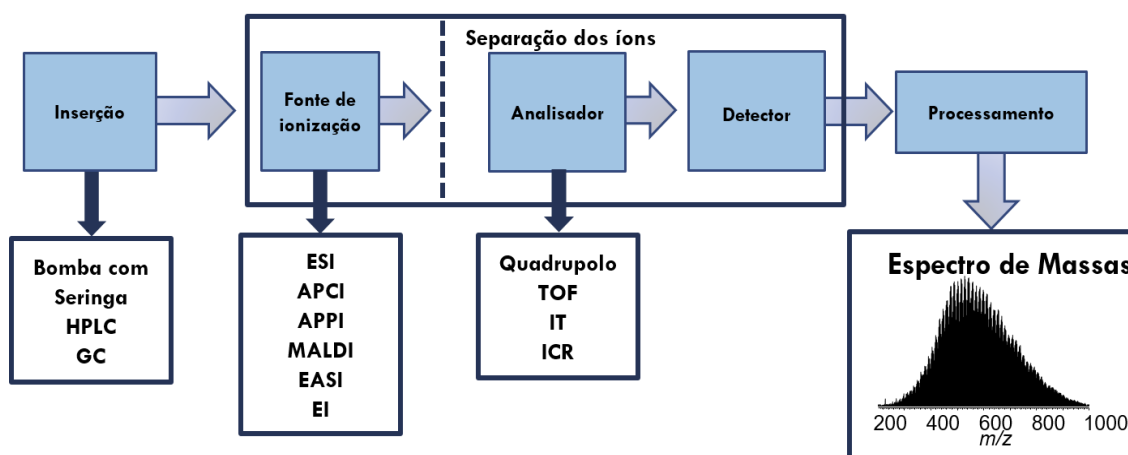 Separação dos íons
Inserção
Fonte de
ionização
Analisador
Detector
Processamento
Bomba com
Seringa
HPLC
GC
ESI
APCI
APPI
MALDI
EASI
EI
Quadrupolo
TOF
IT
ICR
Espectro de Massas
200 400 600 800 1000
m/z